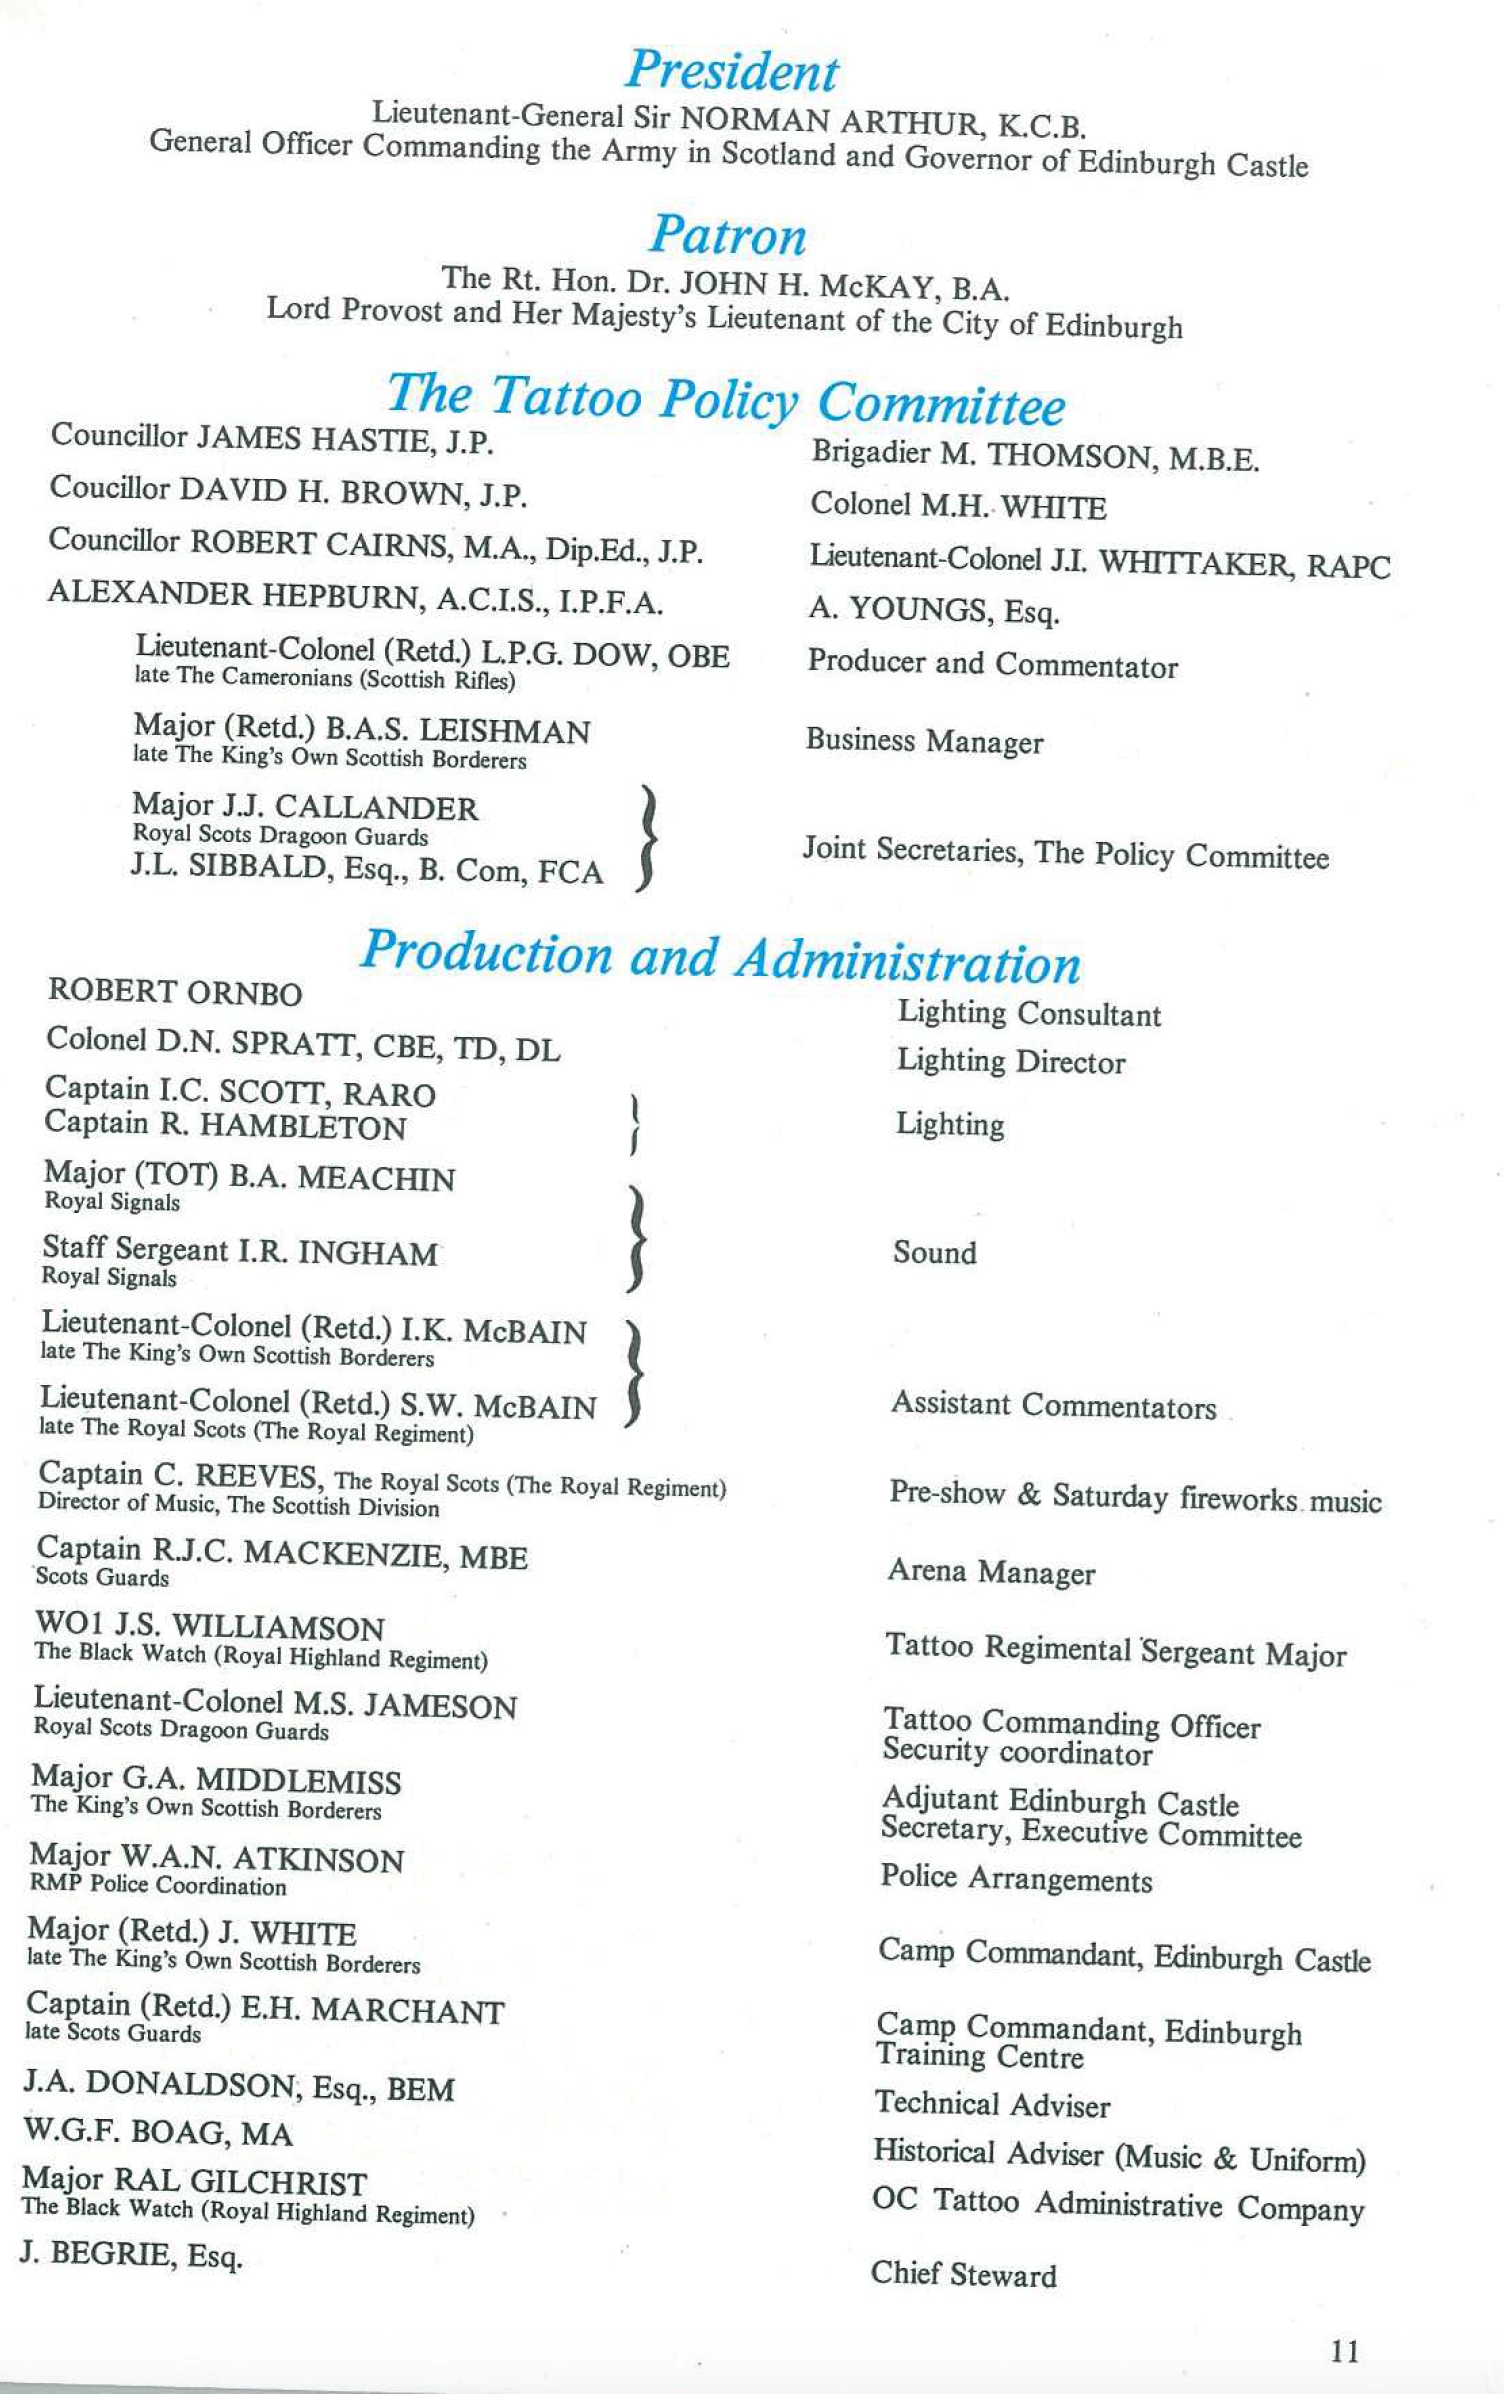 President
Lieutenant-General Sir NORMAN ARTHUR, K.C.B.
General Officer Commanding the Army in Scotland and Governor of Edinburgh Castle
Patron
The Rt. Hon. Dr. JOHN H. McKAY, B.A.
Lord Provost and Her Majesty's Lieutenant of the City of Edinburgh
The Tattoo Policy Committee
Councillor JAMES HASTIE, J.P.
Brigadier M. THOMSON, M.B.E.
Coucillor DAVID H. BROWN, J.P.
Colonel M.H. WHITE
Councillor ROBERT CAIRNS, M.A., Dip.Ed., J.P.
Lieutenant-Colonel J.I. WHITTAKER, RAPC
ALEXANDER HEPBURN, A.C.I.S., I.P.F.A.
A. YOUNGS, Esq.
Lieutenant-Colonel (Retd.) L.P.G. DOW, OBE
late The Cameronians (Scottish Rifles)
Producer and Commentator
Major (Retd.) B.A.S. LEISHMAN
late The King's Own Scottish Borderers
Business Manager
Major J.J. CALLANDER
Royal Scots Dragoon Guards
J.L. SIBBALD, Esq., B. Com, FCA
}
Joint Secretaries, The Policy Committee
Production and Administration
ROBERT ORNBO
Lighting Consultant
Colonel D.N. SPRATT, CBE, TD, DL
Lighting Director
Captain I.C. SCOTT, RARO
Captain R. HAMBLETON
}
Lighting
Major (TOT) B.A. MEACHIN
Royal Signals
Staff Sergeant I.R. INGHAM
Royal Signals
}
Sound
Lieutenant-Colonel (Retd.) I.K. McBAIN
late The King's Own Scottish Borderers
Lieutenant-Colonel (Retd.) S.W. McBAIN
late The Royal Scots (The Royal Regiment)
}
Assistant Commentators
Captain C. REEVES, The Royal Scots (The Royal Regiment)
Director of Music, The Scottish Division
Pre-show & Saturday fireworks music
Captain R.J.C. MACKENZIE, MBE
Scots Guards
Arena Manager
WO1 J.S. WILLIAMSON
The Black Watch (Royal Highland Regiment)
Tattoo Regimental Sergeant Major
Lieutenant-Colonel M.S. JAMESON
Royal Scots Dragoon Guards
Tattoo Commanding Officer
Security coordinator
Major G.A. MIDDLEMISS
The King's Own Scottish Borderers
Adjutant Edinburgh Castle
Secretary, Executive Committee
Major W.A.N. ATKINSON
RMP Police Coordination
Police Arrangements
Major (Retd.) J. WHITE
late The King's Own Scottish Borderers
Camp Commandant, Edinburgh Castle
Captain (Retd.) E.H. MARCHANT
late Scots Guards
Camp Commandant, Edinburgh
Training Centre
J.A. DONALDSON, Esq., BEM
Technical Adviser
W.G.F. BOAG, MA
Historical Adviser (Music & Uniform)
Major RAL GILCHRIST
The Black Watch (Royal Highland Regiment)
OC Tattoo Administrative Company
J. BEGRIE, Esq.
Chief Steward
11